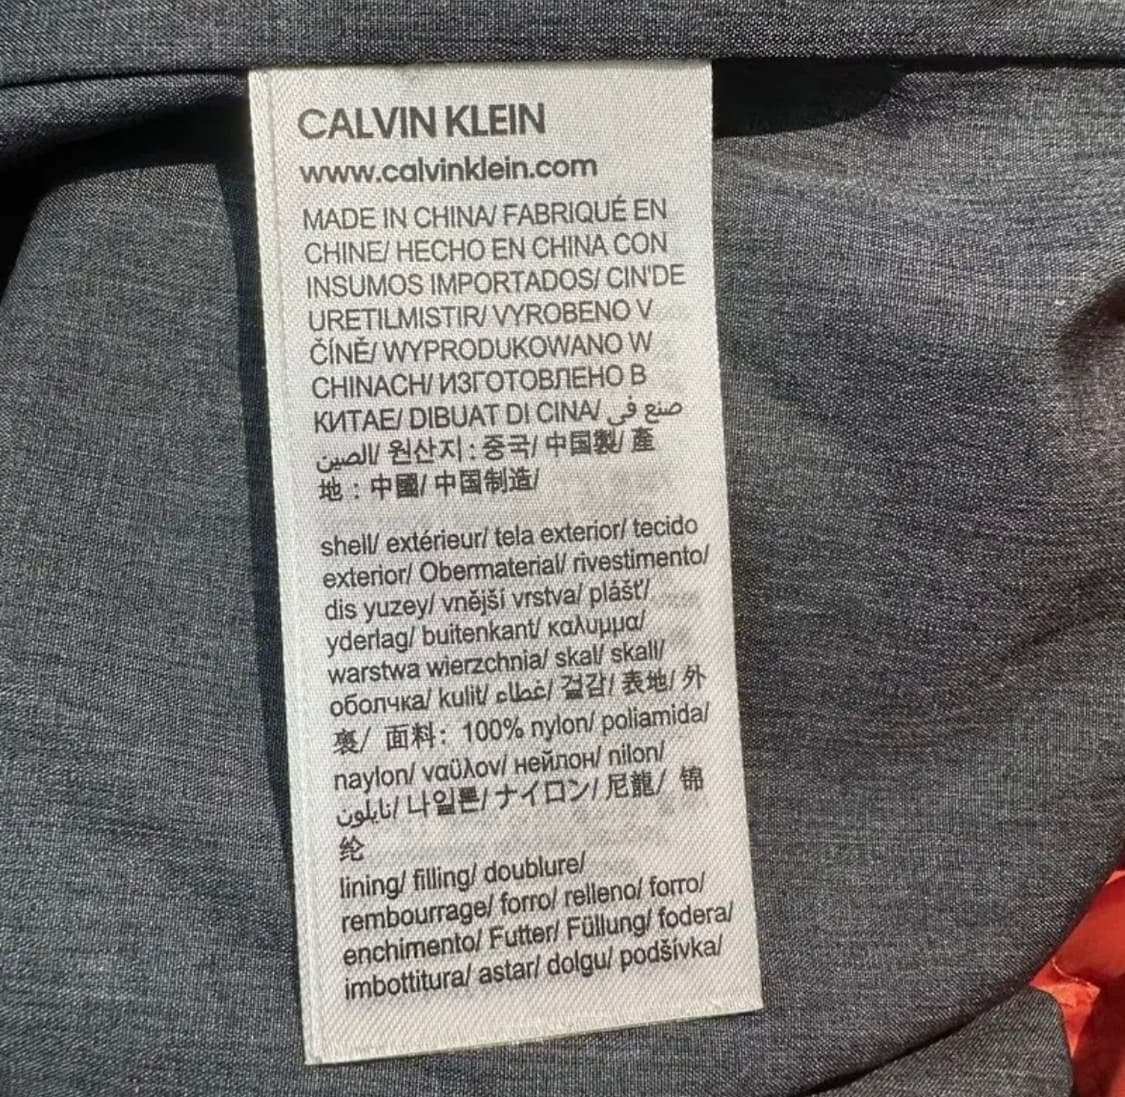 CALVIN KLEIN
www.calvinklein.com
MADE IN CHINA/ FABRIQUÉ EN
CHINE/ HECHO EN CHINA CON
INSUMOS IMPORTADOS/ CIN'DE
URETILMISTIR/ VYROBENO V
ČÍNĚ/ WYPRODUKOWANO W
CHINACH/ ИЗГОТОВЛЕНО В
КИТАЕ/ DIBUAT DI CINA/ صنع في
الصين/ 원산지 : 중국/ 中国製/ 產
地 : 中國/ 中国制造/
shell/ extérieur/ tela exterior/ tecido
exterior/ Obermaterial/ rivestimento/
dis yuzey/ vnější vrstva/ plášť/
yderlag/ buitenkant/ καλυμμα/
warstwa wierzchnia/ skal/ skall/
оболчка/ kulit/ غطاء/ 겉감/ 表地/ 外
裏/ 面料: 100% nylon/ poliamida/
naylon/ ναϋλον/ нейлон/ nilon/
نايلون/ 나일론/ ナイロン/ 尼龍/ 锦
纶
lining/ filling/ doublure/
rembourrage/ forro/ relleno/ forro/
enchimento/ Futter/ Füllung/ fodera/
imbottitura/ astar/ dolgu/ podšívka/